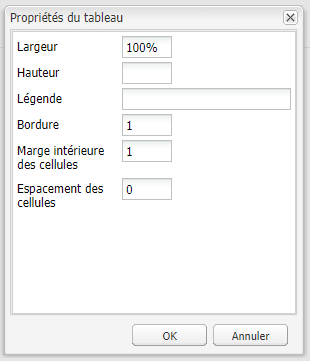 Propriétés du tableau
Largeur 100%
Hauteur
Légende
Bordure 1
Marge intérieure 1
des cellules
Espacement des 0
cellules
OK Annuler